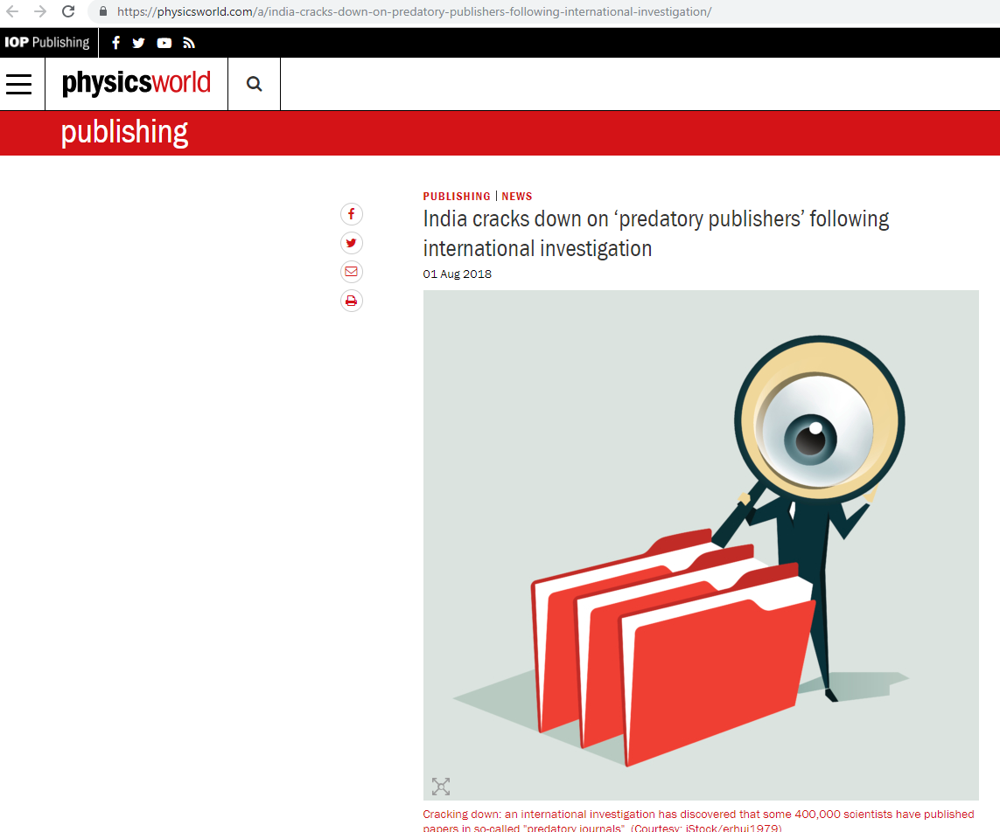 https://physicsworld.com/a/india-cracks-down-on-predatory-publishers-following-international-investigation/
IOP Publishing
physicsworld
publishing
PUBLISHING | NEWS
India cracks down on ‘predatory publishers’ following
international investigation
01 Aug 2018
Cracking down: an international investigation has discovered that some 400,000 scientists have published
papers in so-called "predatory journals". (Courtesy: iStock/erhui1979)